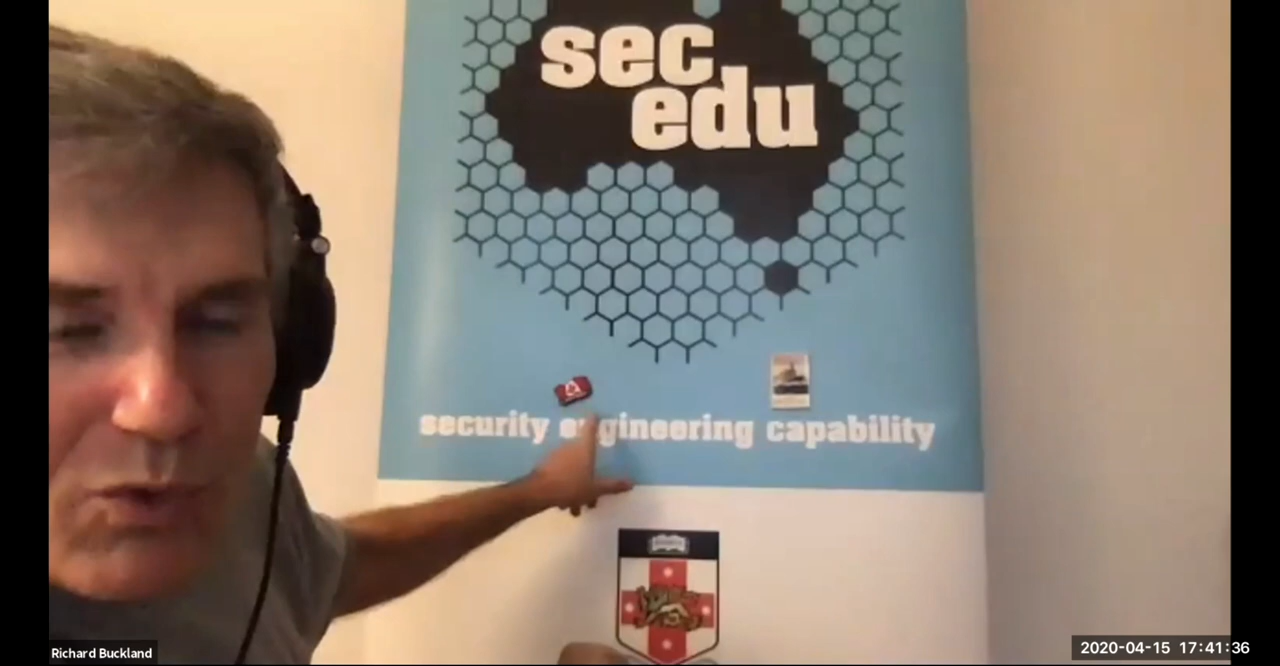 sec
edu
security engineering capability
Richard Buckland
2020-04-15 17:41:36